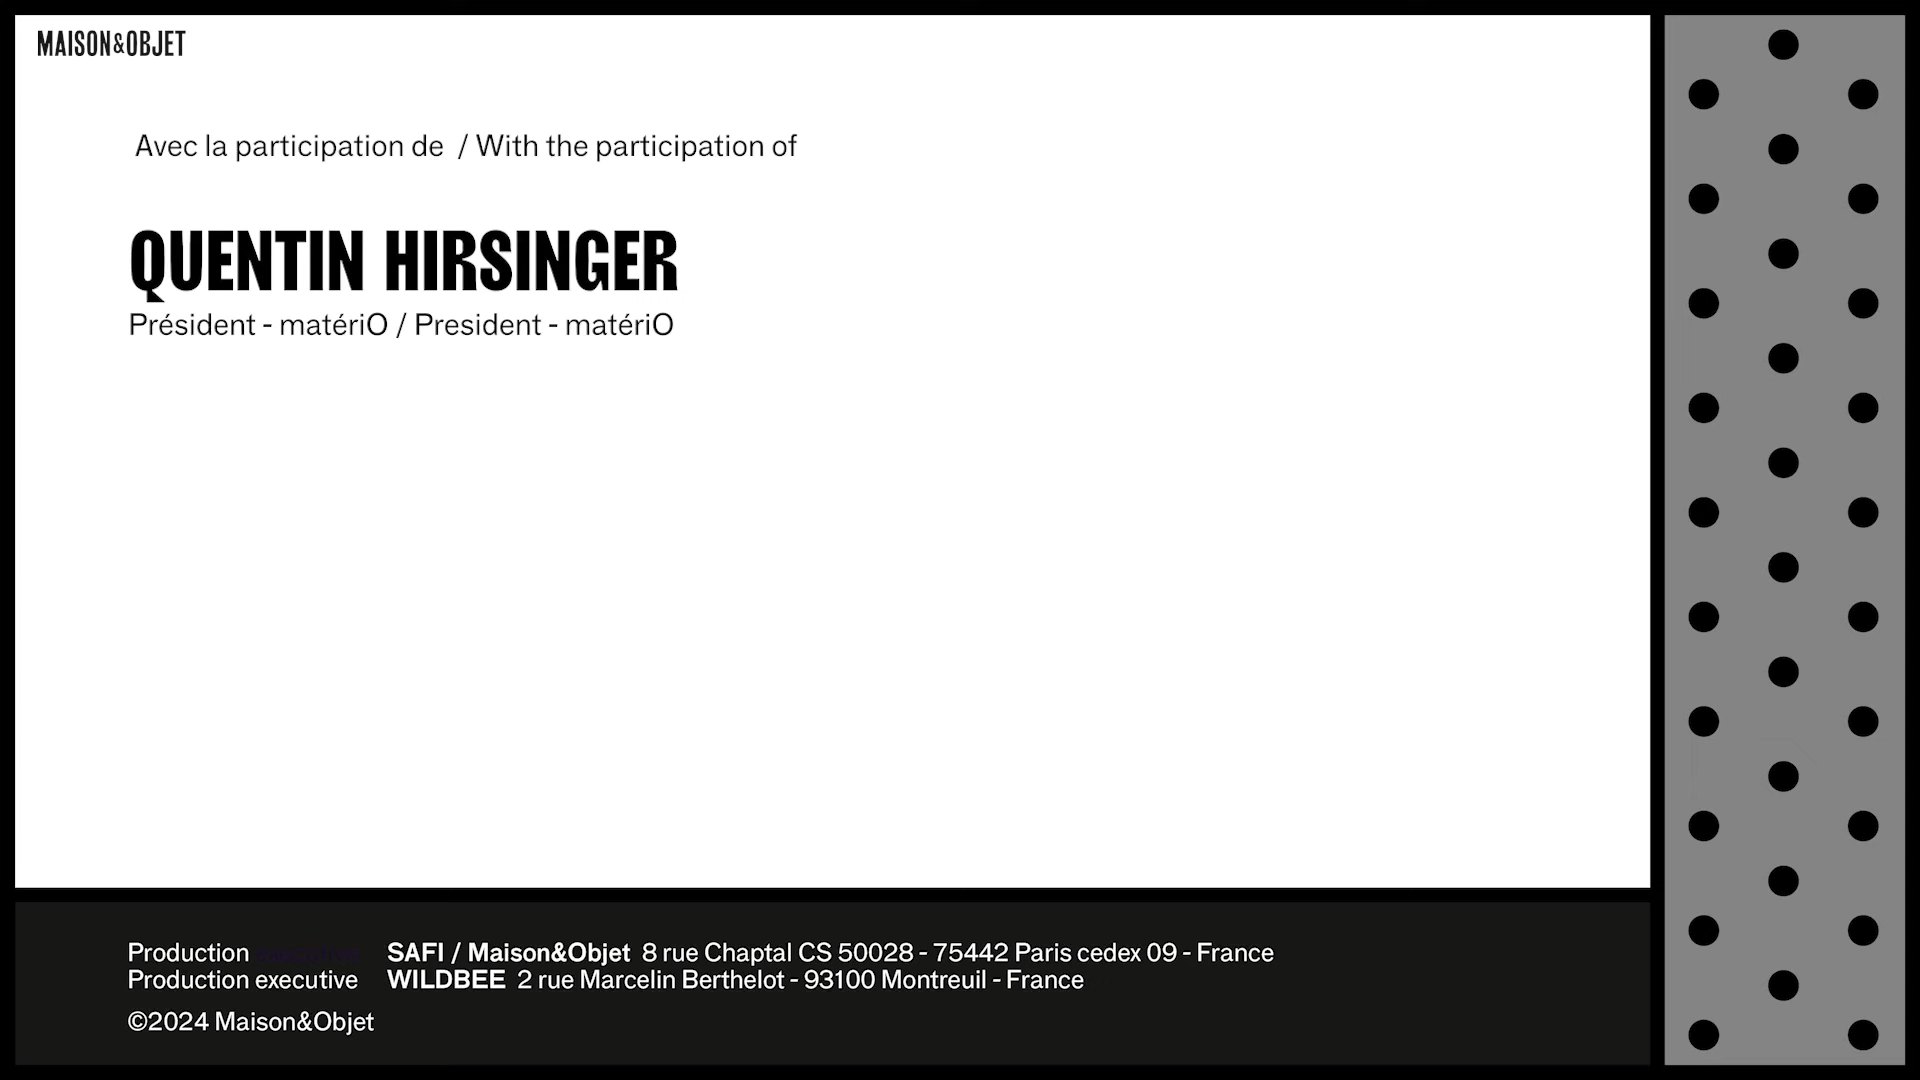 MAISON&OBJET
Avec la participation de / With the participation of
QUENTIN HIRSINGER
Président - matériO / President - matériO
Production SAFI / Maison&Objet 8 rue Chaptal CS 50028 - 75442 Paris cedex 09 - France
Production executive WILDBEE 2 rue Marcelin Berthelot - 93100 Montreuil - France
©2024 Maison&Objet